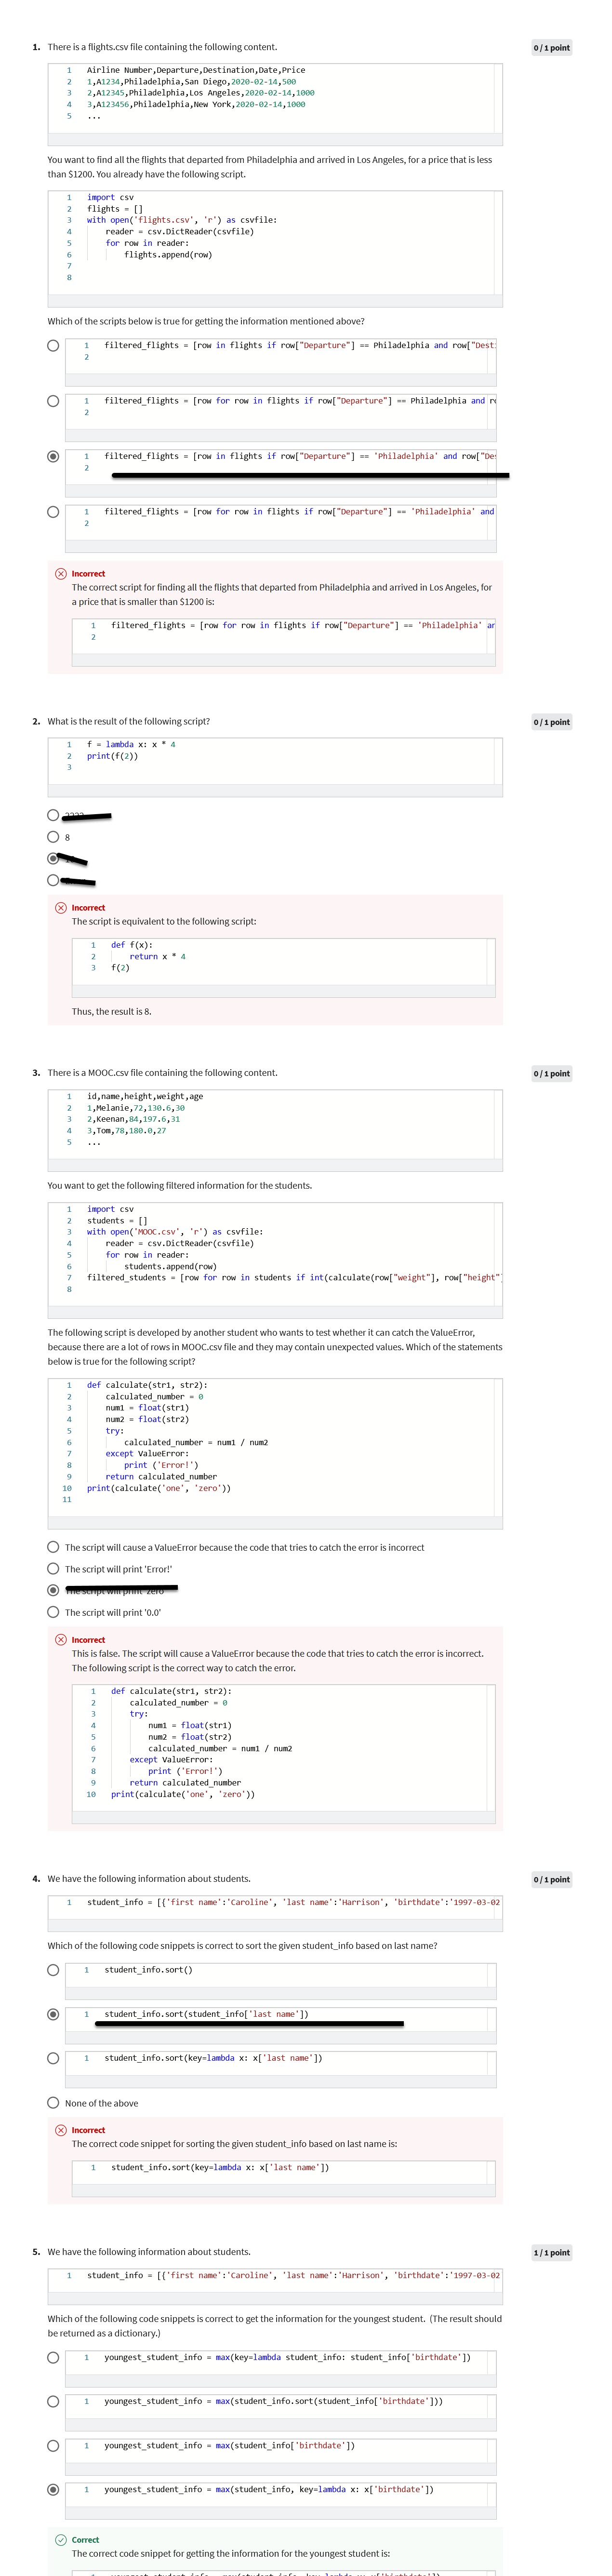 1. There is a flights.csv file containing the following content.
0 / 1 point
1 Airline Number,Departure,Destination,Date,Price
2 1,A1234,Philadelphia,San Diego,2020-02-14,500
3 2,A12345,Philadelphia,Los Angeles,2020-02-14,1000
4 3,A123456,Philadelphia,New York,2020-02-14,1000
5 ...
You want to find all the flights that departed from Philadelphia and arrived in Los Angeles, for a price that is less
than $1200. You already have the following script.
1 import csv
2 flights = []
3 with open('flights.csv', 'r') as csvfile:
4 reader = csv.DictReader(csvfile)
5 for row in reader:
6 flights.append(row)
7
8
Which of the scripts below is true for getting the information mentioned above?
1 filtered_flights = [row in flights if row["Departure"] == Philadelphia and row["Dest
2
1 filtered_flights = [row for row in flights if row["Departure"] == Philadelphia and r
2
1 filtered_flights = [row in flights if row["Departure"] == 'Philadelphia' and row["De
2
1 filtered_flights = [row for row in flights if row["Departure"] == 'Philadelphia' and
2
Incorrect
The correct script for finding all the flights that departed from Philadelphia and arrived in Los Angeles, for
a price that is smaller than $1200 is:
1 filtered_flights = [row for row in flights if row["Departure"] == 'Philadelphia' an
2
2. What is the result of the following script?
0 / 1 point
1 f = lambda x: x * 4
2 print(f(2))
3
8
Incorrect
The script is equivalent to the following script:
1 def f(x):
2 return x * 4
3 f(2)
Thus, the result is 8.
3. There is a MOOC.csv file containing the following content.
0 / 1 point
1 id,name,height,weight,age
2 1,Melanie,72,130.6,30
3 2,Keenan,84,197.6,31
4 3,Tom,78,180.0,27
5 ...
You want to get the following filtered information for the students.
1 import csv
2 students = []
3 with open('MOOC.csv', 'r') as csvfile:
4 reader = csv.DictReader(csvfile)
5 for row in reader:
6 students.append(row)
7 filtered_students = [row for row in students if int(calculate(row["weight"], row["height"]
8
The following script is developed by another student who wants to test whether it can catch the ValueError,
because there are a lot of rows in MOOC.csv file and they may contain unexpected values. Which of the statements
below is true for the following script?
1 def calculate(str1, str2):
2 calculated_number = 0
3 num1 = float(str1)
4 num2 = float(str2)
5 try:
6 calculated_number = num1 / num2
7 except ValueError:
8 print ('Error!')
9 return calculated_number
10 print(calculate('one', 'zero'))
11
The script will cause a ValueError because the code that tries to catch the error is incorrect
The script will print 'Error!'
The script will print 'zero'
The script will print '0.0'
Incorrect
This is false. The script will cause a ValueError because the code that tries to catch the error is incorrect.
The following script is the correct way to catch the error.
1 def calculate(str1, str2):
2 calculated_number = 0
3 try:
4 num1 = float(str1)
5 num2 = float(str2)
6 calculated_number = num1 / num2
7 except ValueError:
8 print ('Error!')
9 return calculated_number
10 print(calculate('one', 'zero'))
4. We have the following information about students.
0 / 1 point
1 student_info = [{'first name':'Caroline', 'last name':'Harrison', 'birthdate':'1997-03-02
Which of the following code snippets is correct to sort the given student_info based on last name?
1 student_info.sort()
1 student_info.sort(student_info['last name'])
1 student_info.sort(key=lambda x: x['last name'])
None of the above
Incorrect
The correct code snippet for sorting the given student_info based on last name is:
1 student_info.sort(key=lambda x: x['last name'])
5. We have the following information about students.
1 / 1 point
1 student_info = [{'first name':'Caroline', 'last name':'Harrison', 'birthdate':'1997-03-02
Which of the following code snippets is correct to get the information for the youngest student. (The result should
be returned as a dictionary.)
1 youngest_student_info = max(key=lambda student_info: student_info['birthdate'])
1 youngest_student_info = max(student_info.sort(student_info['birthdate']))
1 youngest_student_info = max(student_info['birthdate'])
1 youngest_student_info = max(student_info, key=lambda x: x['birthdate'])
Correct
The correct code snippet for getting the information for the youngest student is: